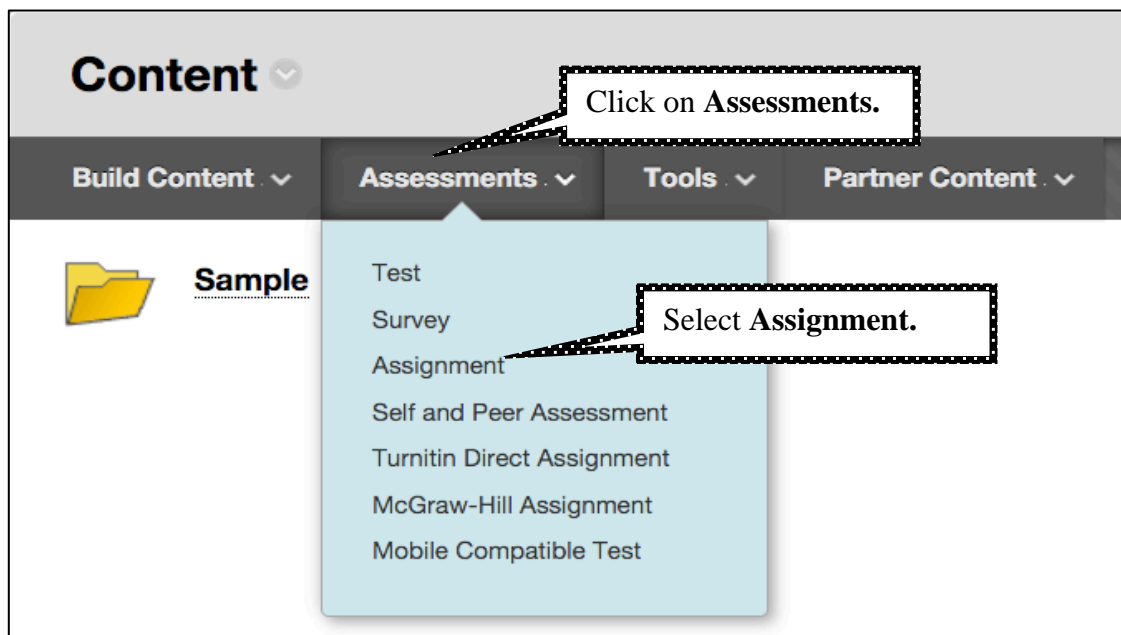 Content
Click on Assessments.
Build Content
Assessments
Tools
Partner Content
Sample
Test
Survey
Assignment
Self and Peer Assessment
Turnitin Direct Assignment
McGraw-Hill Assignment
Mobile Compatible Test
Select Assignment.